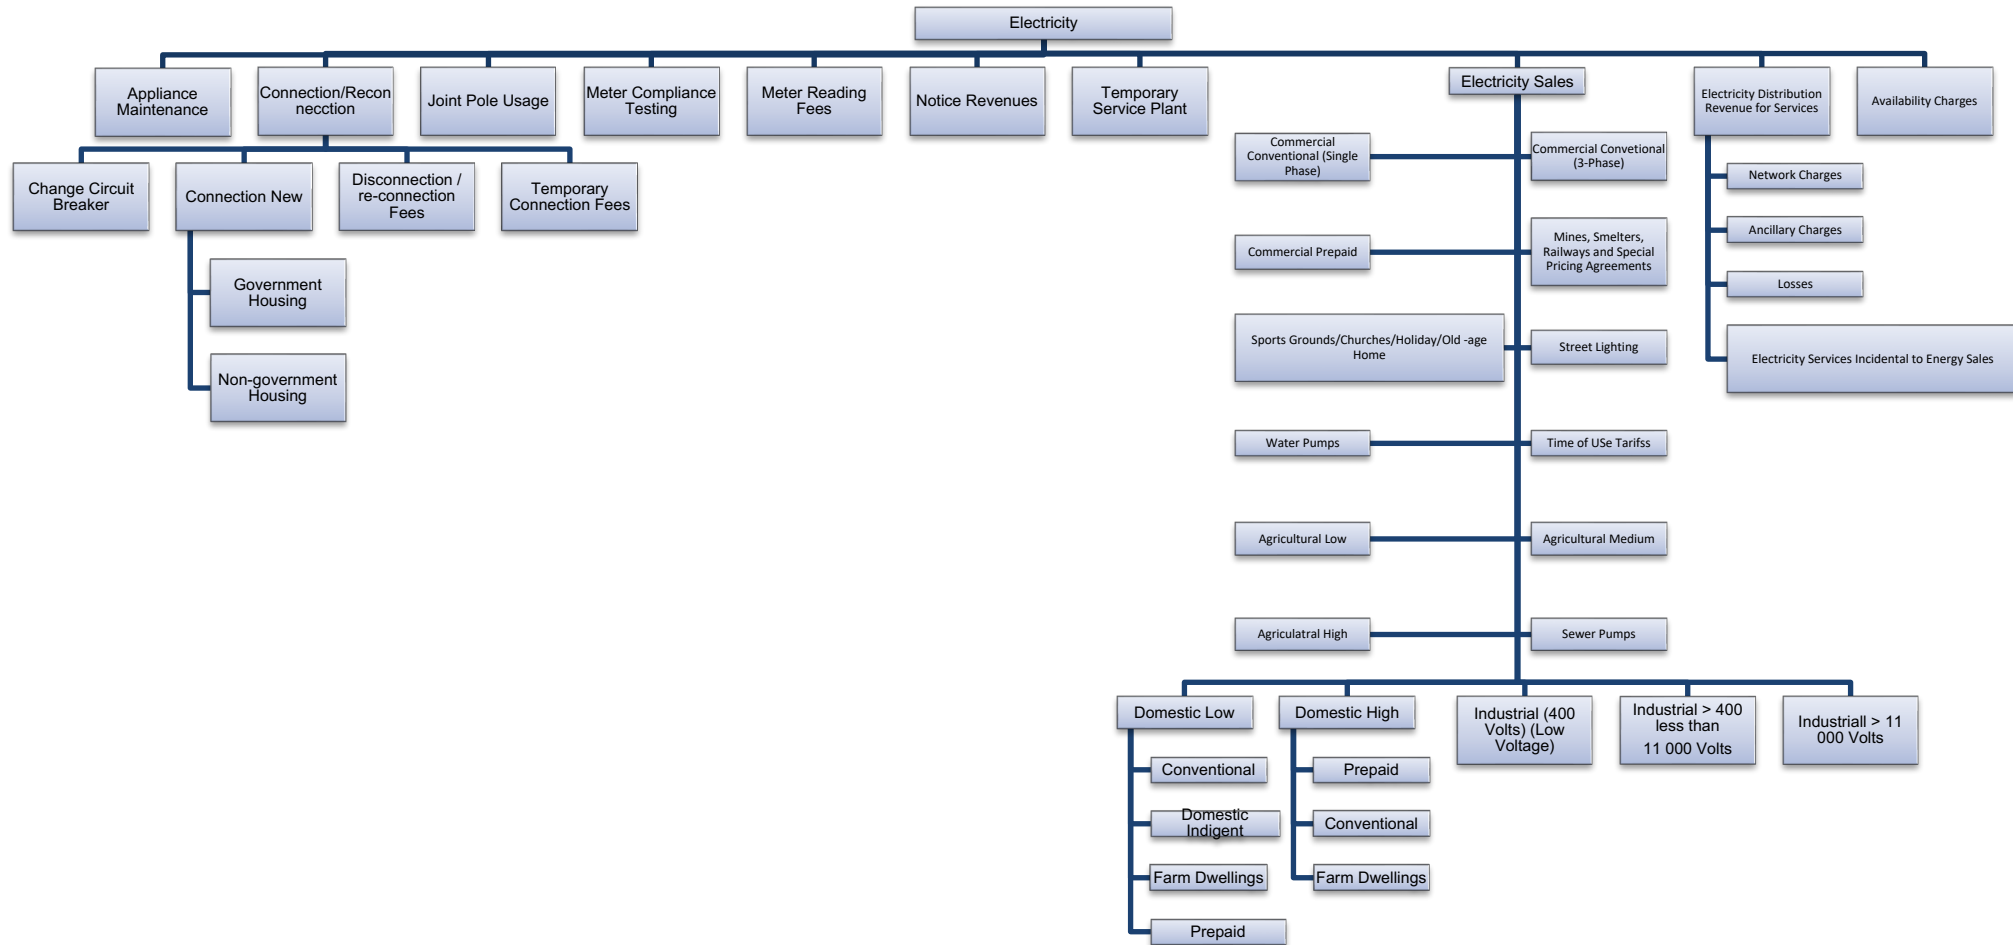 Electricity
Appliance
Maintenance
Connection/Recon
necction
Joint Pole Usage
Meter Compliance
Testing
Meter Reading
Fees
Notice Revenues
Temporary
Service Plant
Electricity Sales
Electricity Distribution
Revenue for Services
Availability Charges
Change Circuit
Breaker
Connection New
Disconnection /
re-connection
Fees
Temporary
Connection Fees
Government
Housing
Non-government
Housing
Commercial
Conventional (Single
Phase)
Commercial Convetional
(3-Phase)
Commercial Prepaid
Mines, Smelters,
Railways and Special
Pricing Agreements
Sports Grounds/Churches/Holiday/Old -age
Home
Street Lighting
Water Pumps
Time of USe Tarifss
Agricultural Low
Agricultural Medium
Agriculatral High
Sewer Pumps
Network Charges
Ancillary Charges
Losses
Electricity Services Incidental to Energy Sales
Domestic Low
Domestic High
Industrial (400
Volts) (Low
Voltage)
Industrial > 400
less than
11 000 Volts
Industriall > 11
000 Volts
Conventional
Domestic
Indigent
Farm Dwellings
Prepaid
Prepaid
Conventional
Farm Dwellings